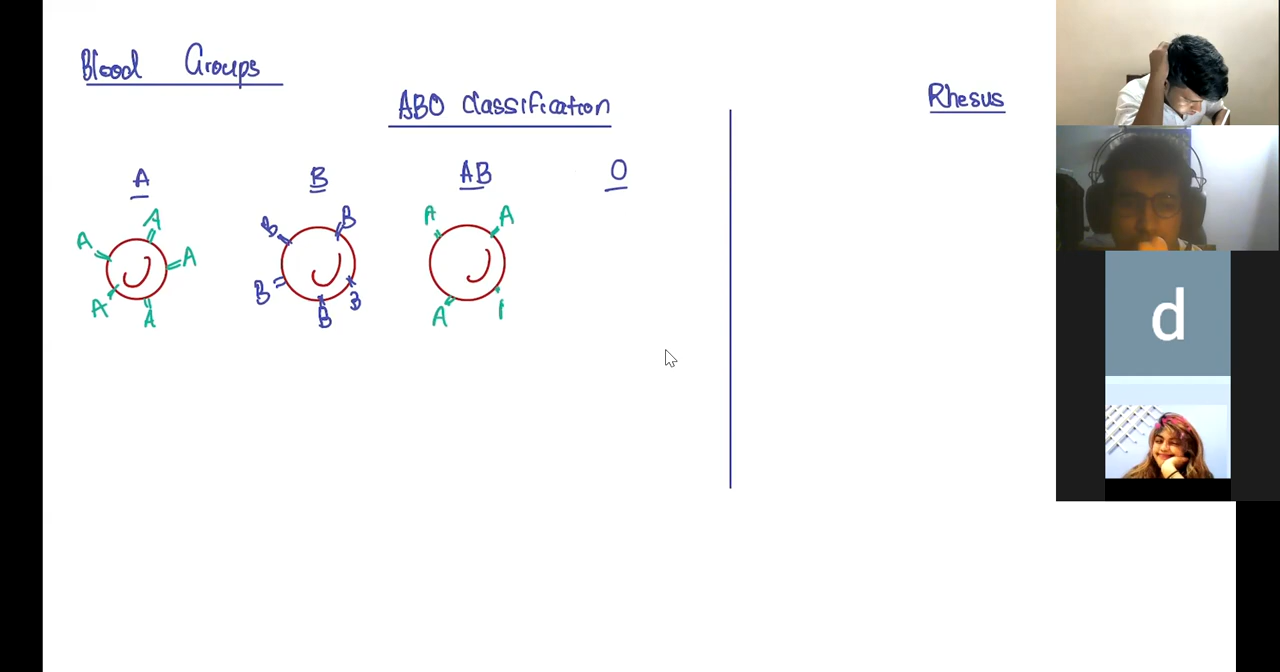 Blood Groups
ABO Classification
Rhesus
A B AB O
A A A A A
B B B B B
A A A
d